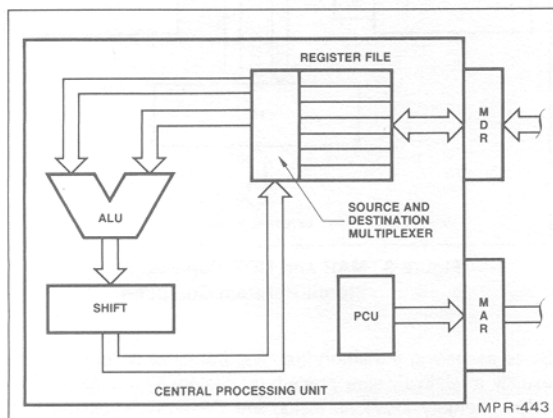 REGISTER FILE
M
D
R
ALU
SOURCE AND
DESTINATION
MULTIPLEXER
SHIFT
PCU
M
A
R
CENTRAL PROCESSING UNIT
MPR-443